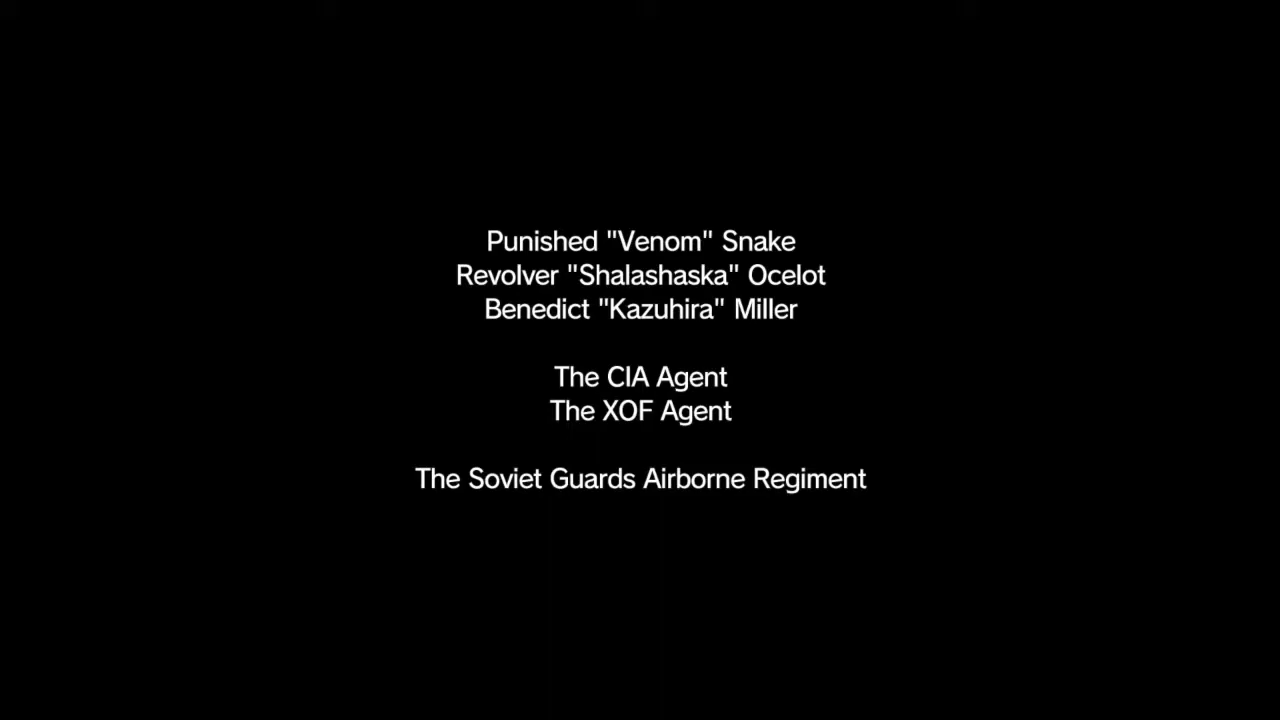 Punished "Venom" Snake
Revolver "Shalashaska" Ocelot
Benedict "Kazuhira" Miller
The CIA Agent
The XOF Agent
The Soviet Guards Airborne Regiment